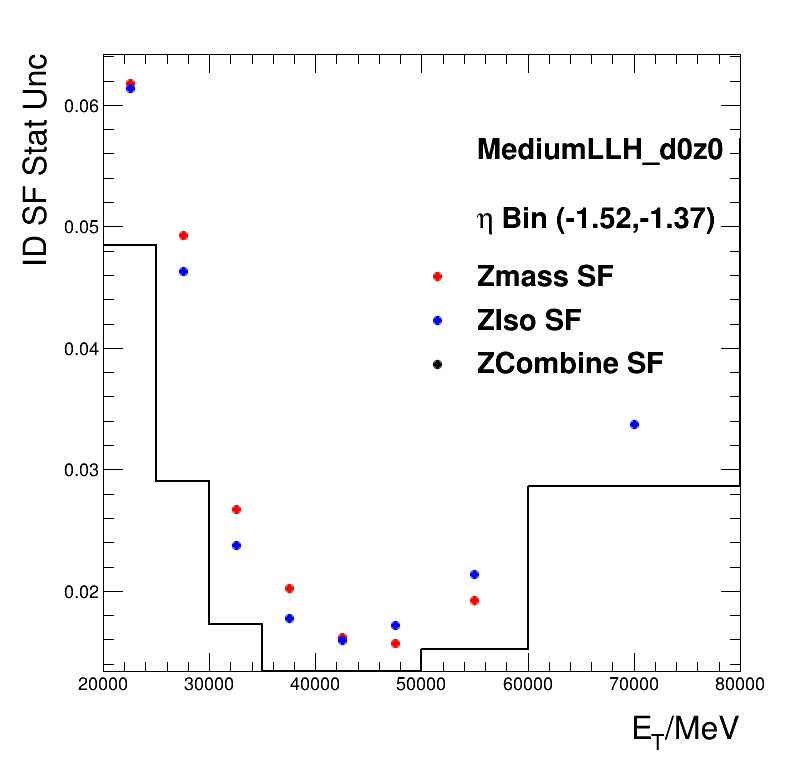 ID SF Stat Unc
0.06
0.05
0.04
0.03
0.02
MediumLLH_d0z0
η Bin (-1.52,-1.37)
Zmass SF
ZIso SF
ZCombine SF
20000 30000 40000 50000 60000 70000 80000
E_T/MeV